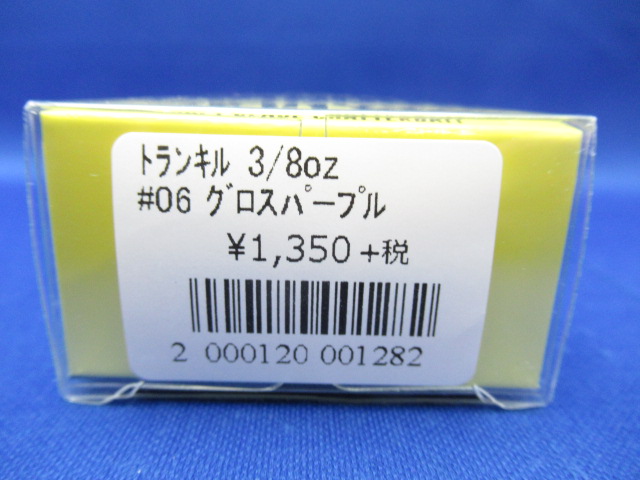 ﾄﾗﾝｷﾙ 3/8oz
#06 ｸﾞﾛｽﾊﾟｰﾌﾟﾙ
¥1,350 +税
2 000120 001282